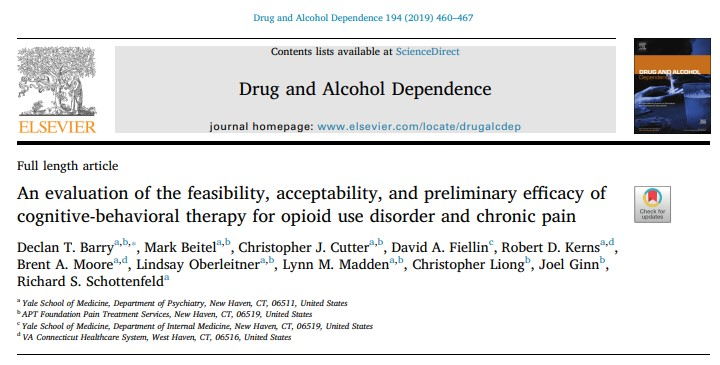 Drug and Alcohol Dependence 194 (2019) 460–467
Contents lists available at ScienceDirect
Drug and Alcohol Dependence
journal homepage: www.elsevier.com/locate/drugalcdep
ELSEVIER
DRUG AND ALCOHOL
Full length article
An evaluation of the feasibility, acceptability, and preliminary efficacy of
cognitive-behavioral therapy for opioid use disorder and chronic pain
Check for
updates
Declan T. Barry a,b,⁎, Mark Beitel a,b, Christopher J. Cutter a,b, David A. Fiellin c, Robert D. Kerns a,d,
Brent A. Moore a,d, Lindsay Oberleitner a,b, Lynn M. Madden a,b, Christopher Liong b, Joel Ginn b,
Richard S. Schottenfeld a
a Yale School of Medicine, Department of Psychiatry, New Haven, CT, 06511, United States
b APT Foundation Pain Treatment Services, New Haven, CT, 06519, United States
c Yale School of Medicine, Department of Internal Medicine, New Haven, CT, 06519, United States
d VA Connecticut Healthcare System, West Haven, CT, 06516, United States